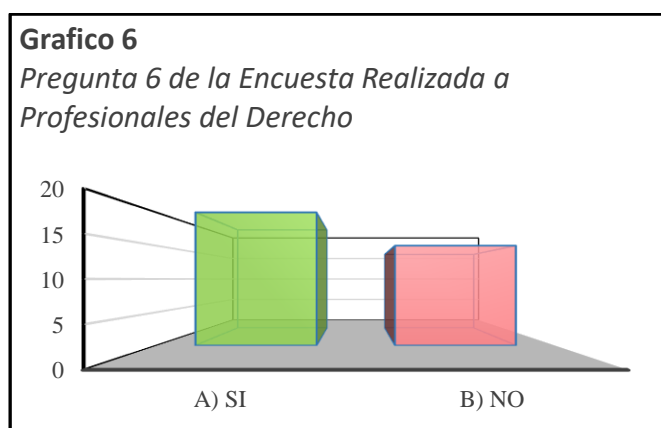 Grafico 6
Pregunta 6 de la Encuesta Realizada a
Profesionales del Derecho
20
15
10
5
0
A) SI B) NO